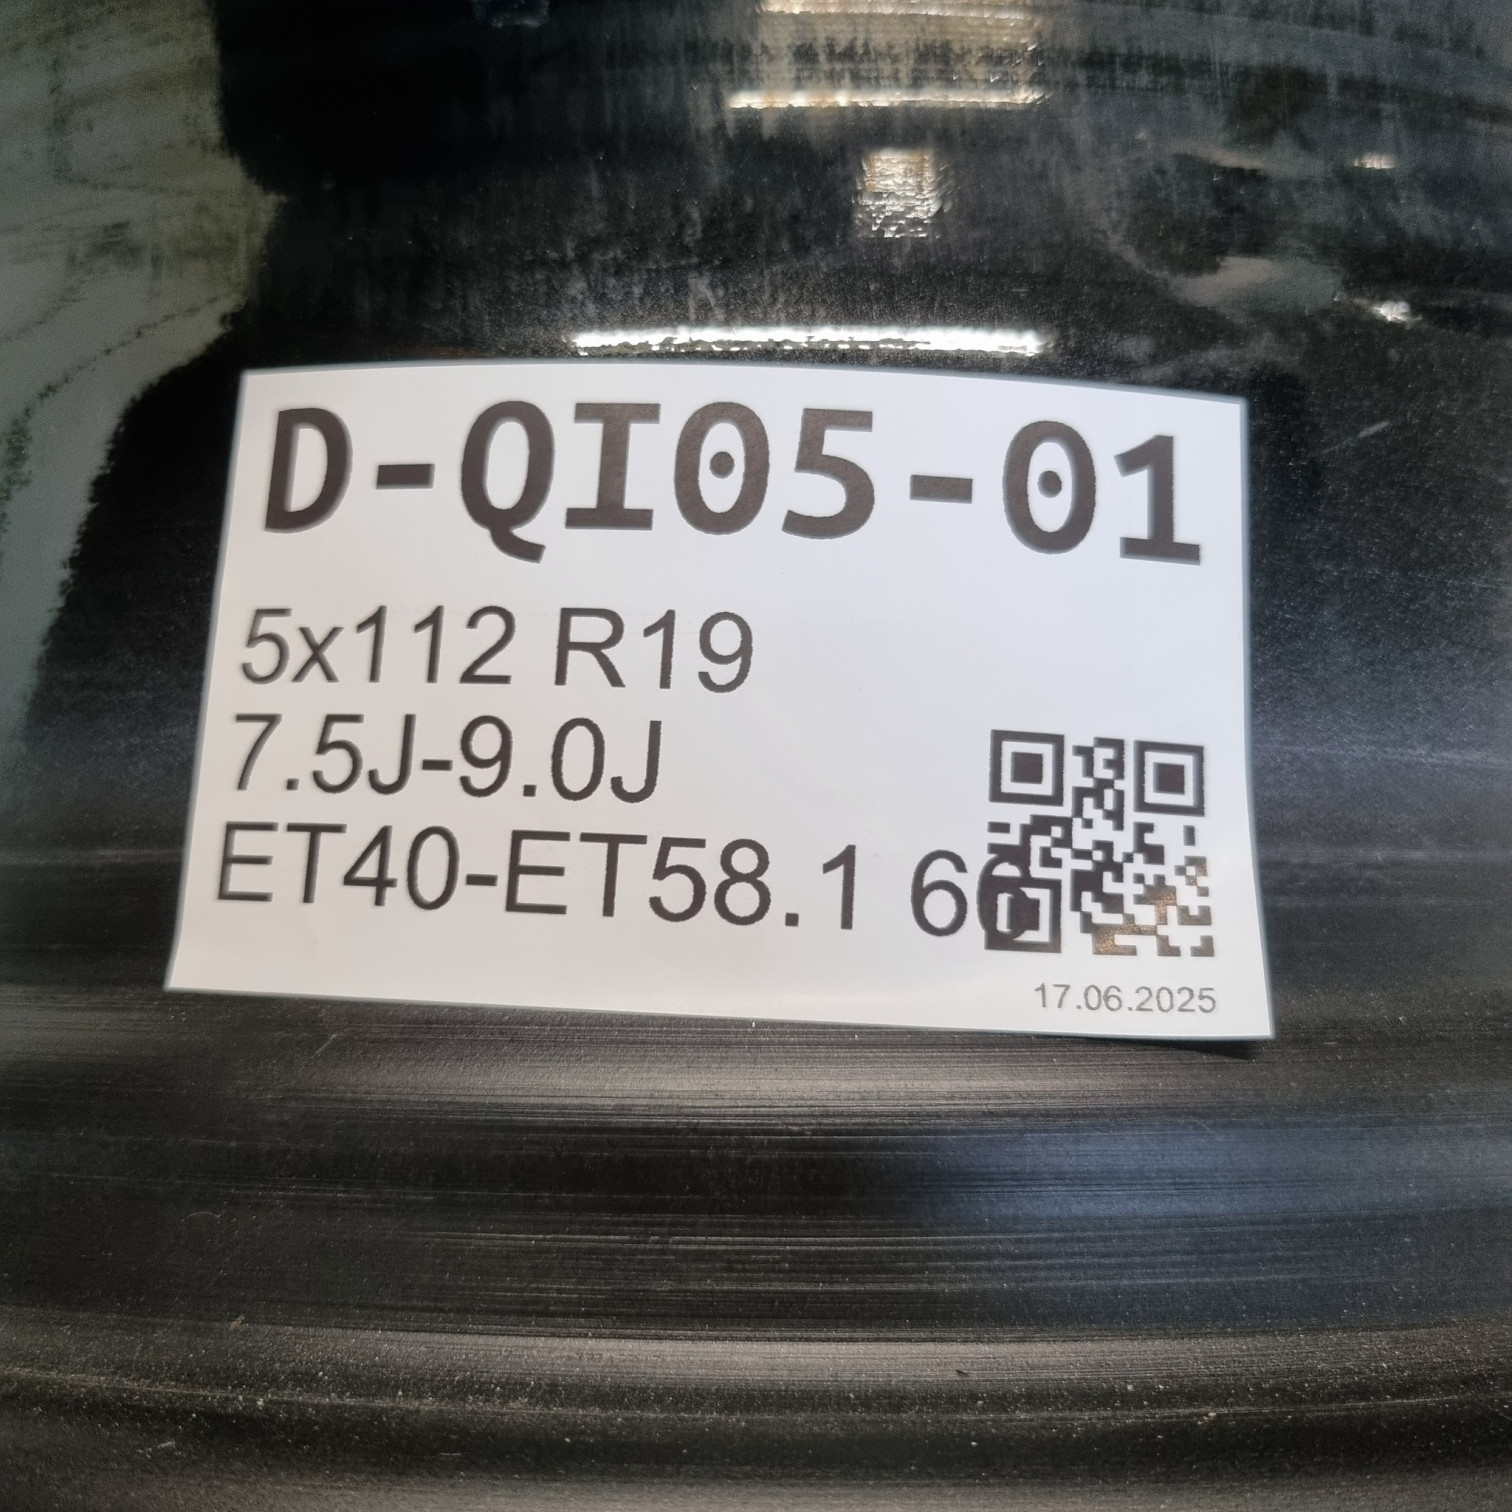 D-QI05-01
5x112 R19
7.5J-9.0J
ET40-ET58.1
17.06.2025